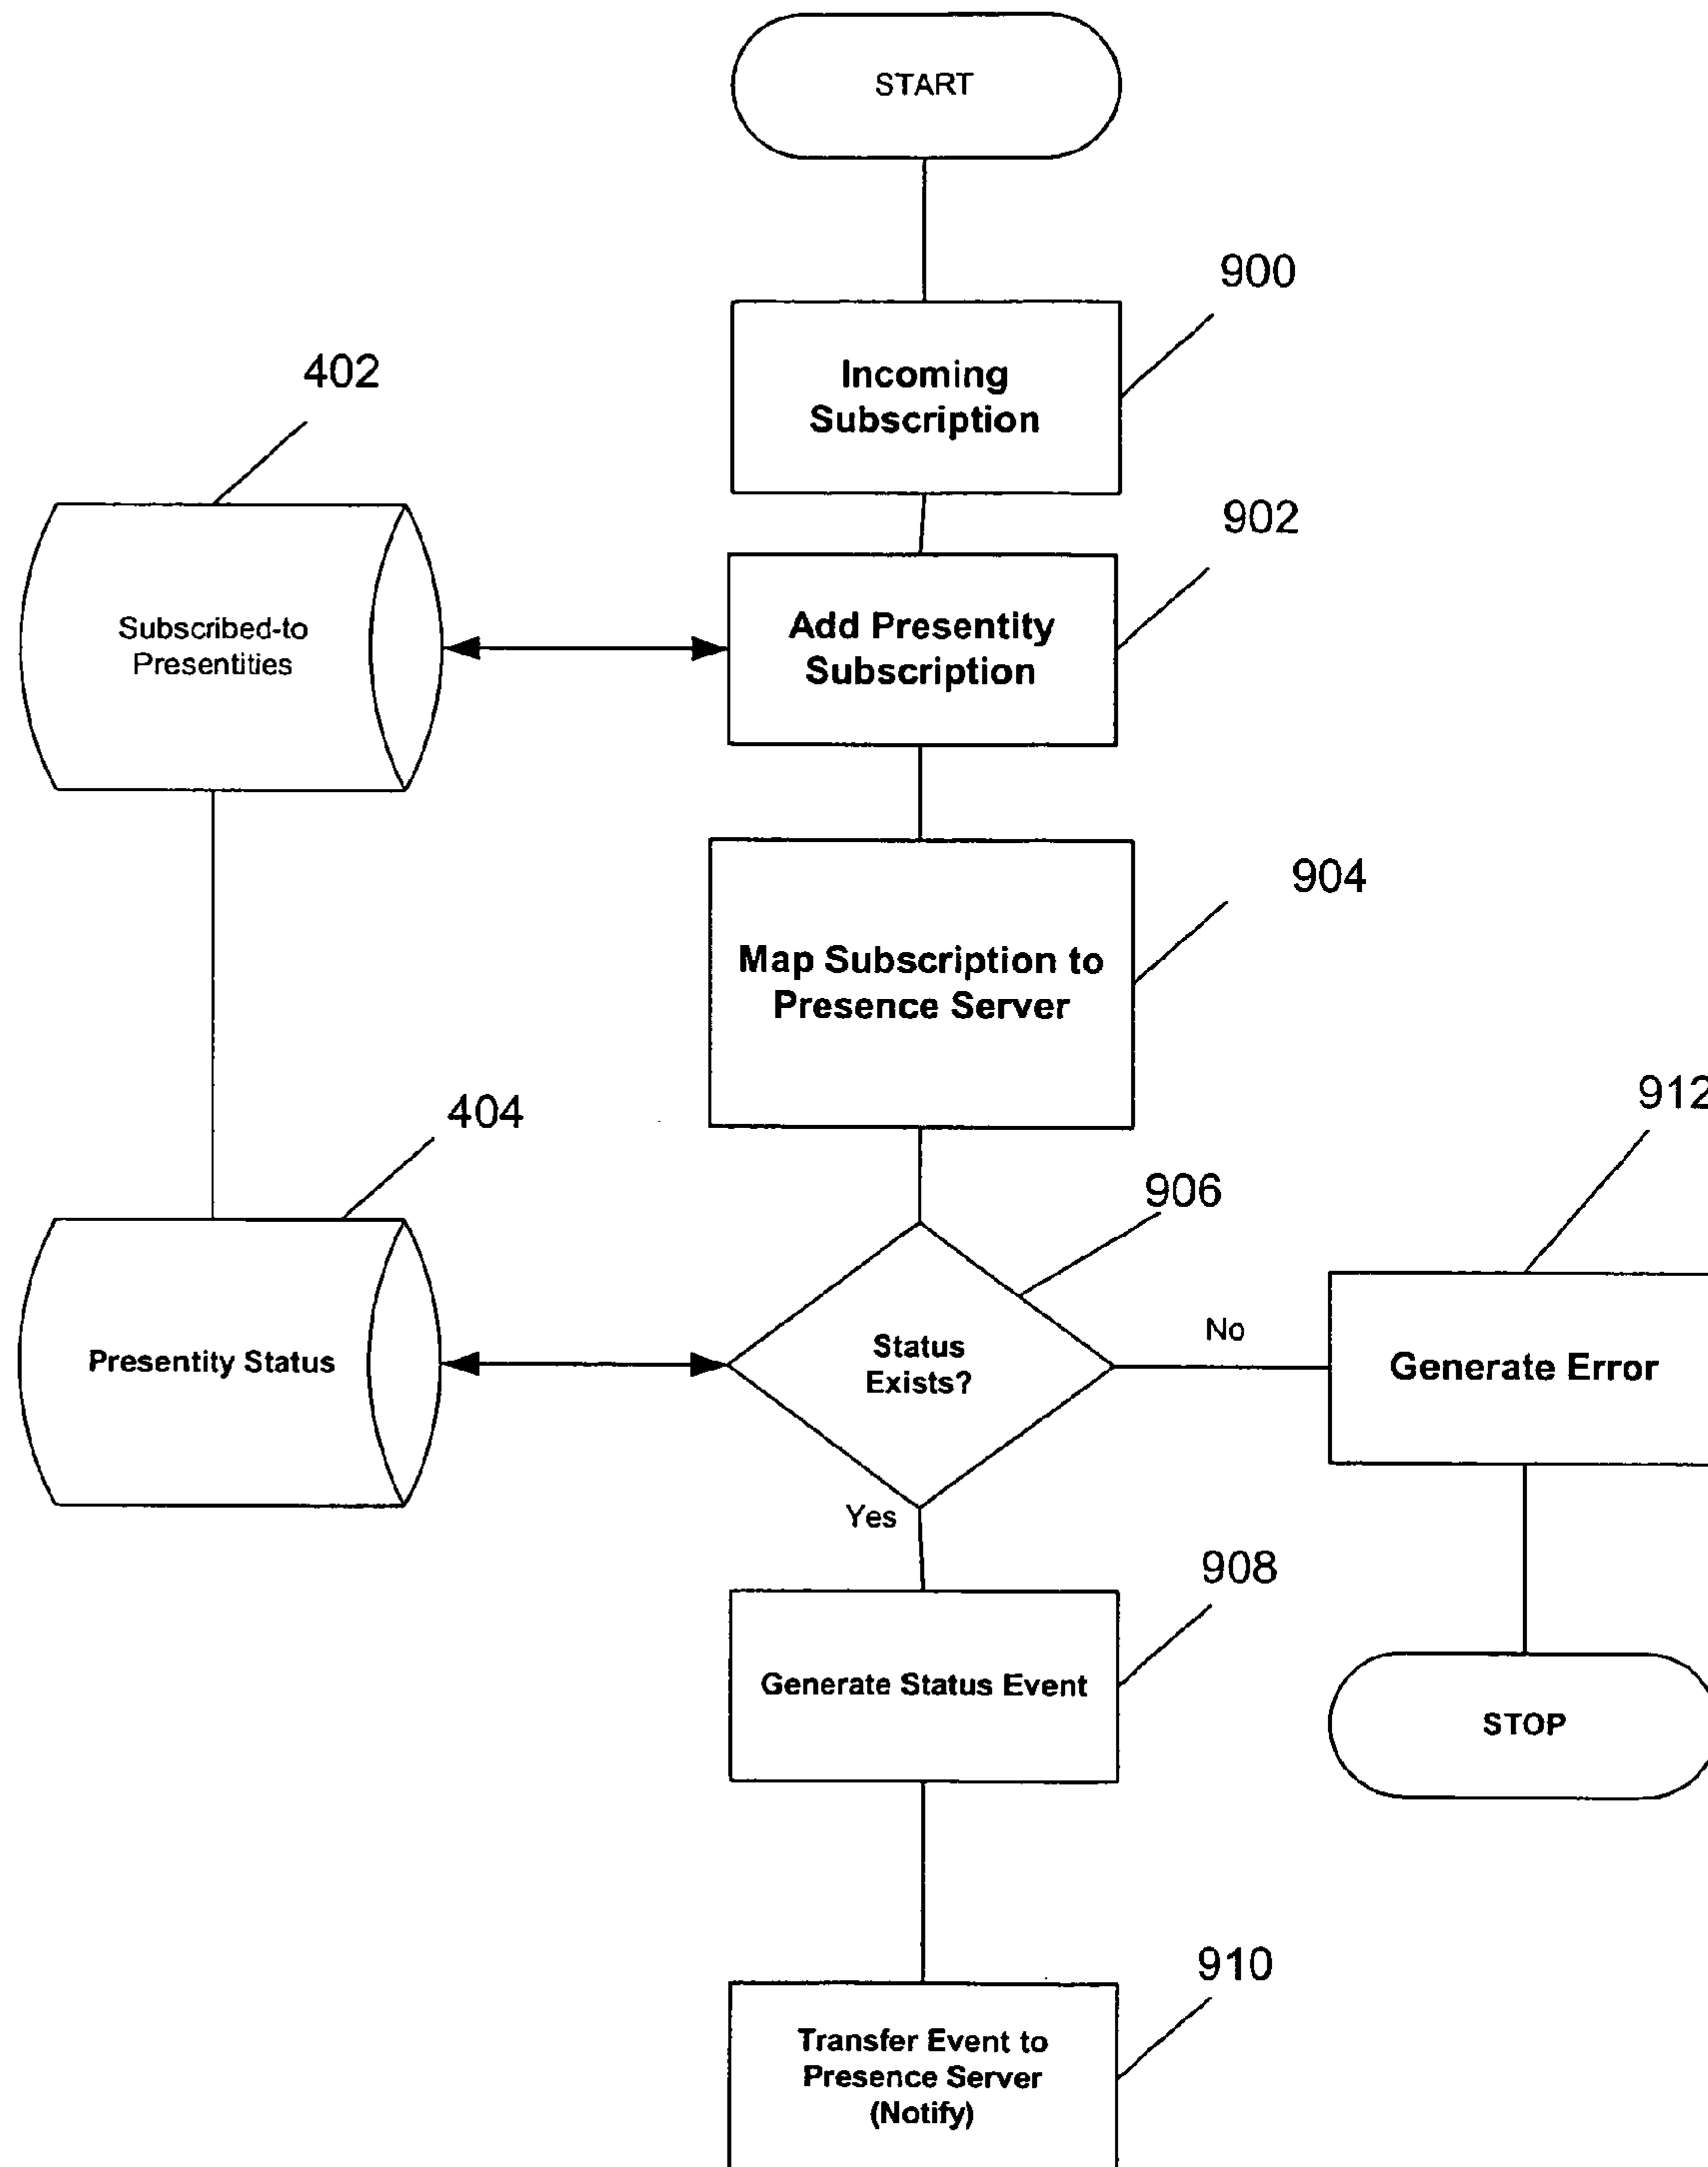 START
900
Incoming
Subscription
402
902
Subscribed-to
Presentities
Add Presentity
Subscription
904
Map Subscription to
Presence Server
404
912
906
Presentity Status
Status
Exists?
No
Generate Error
Yes
908
Generate Status Event
STOP
910
Transfer Event to
Presence Server
(Notify)